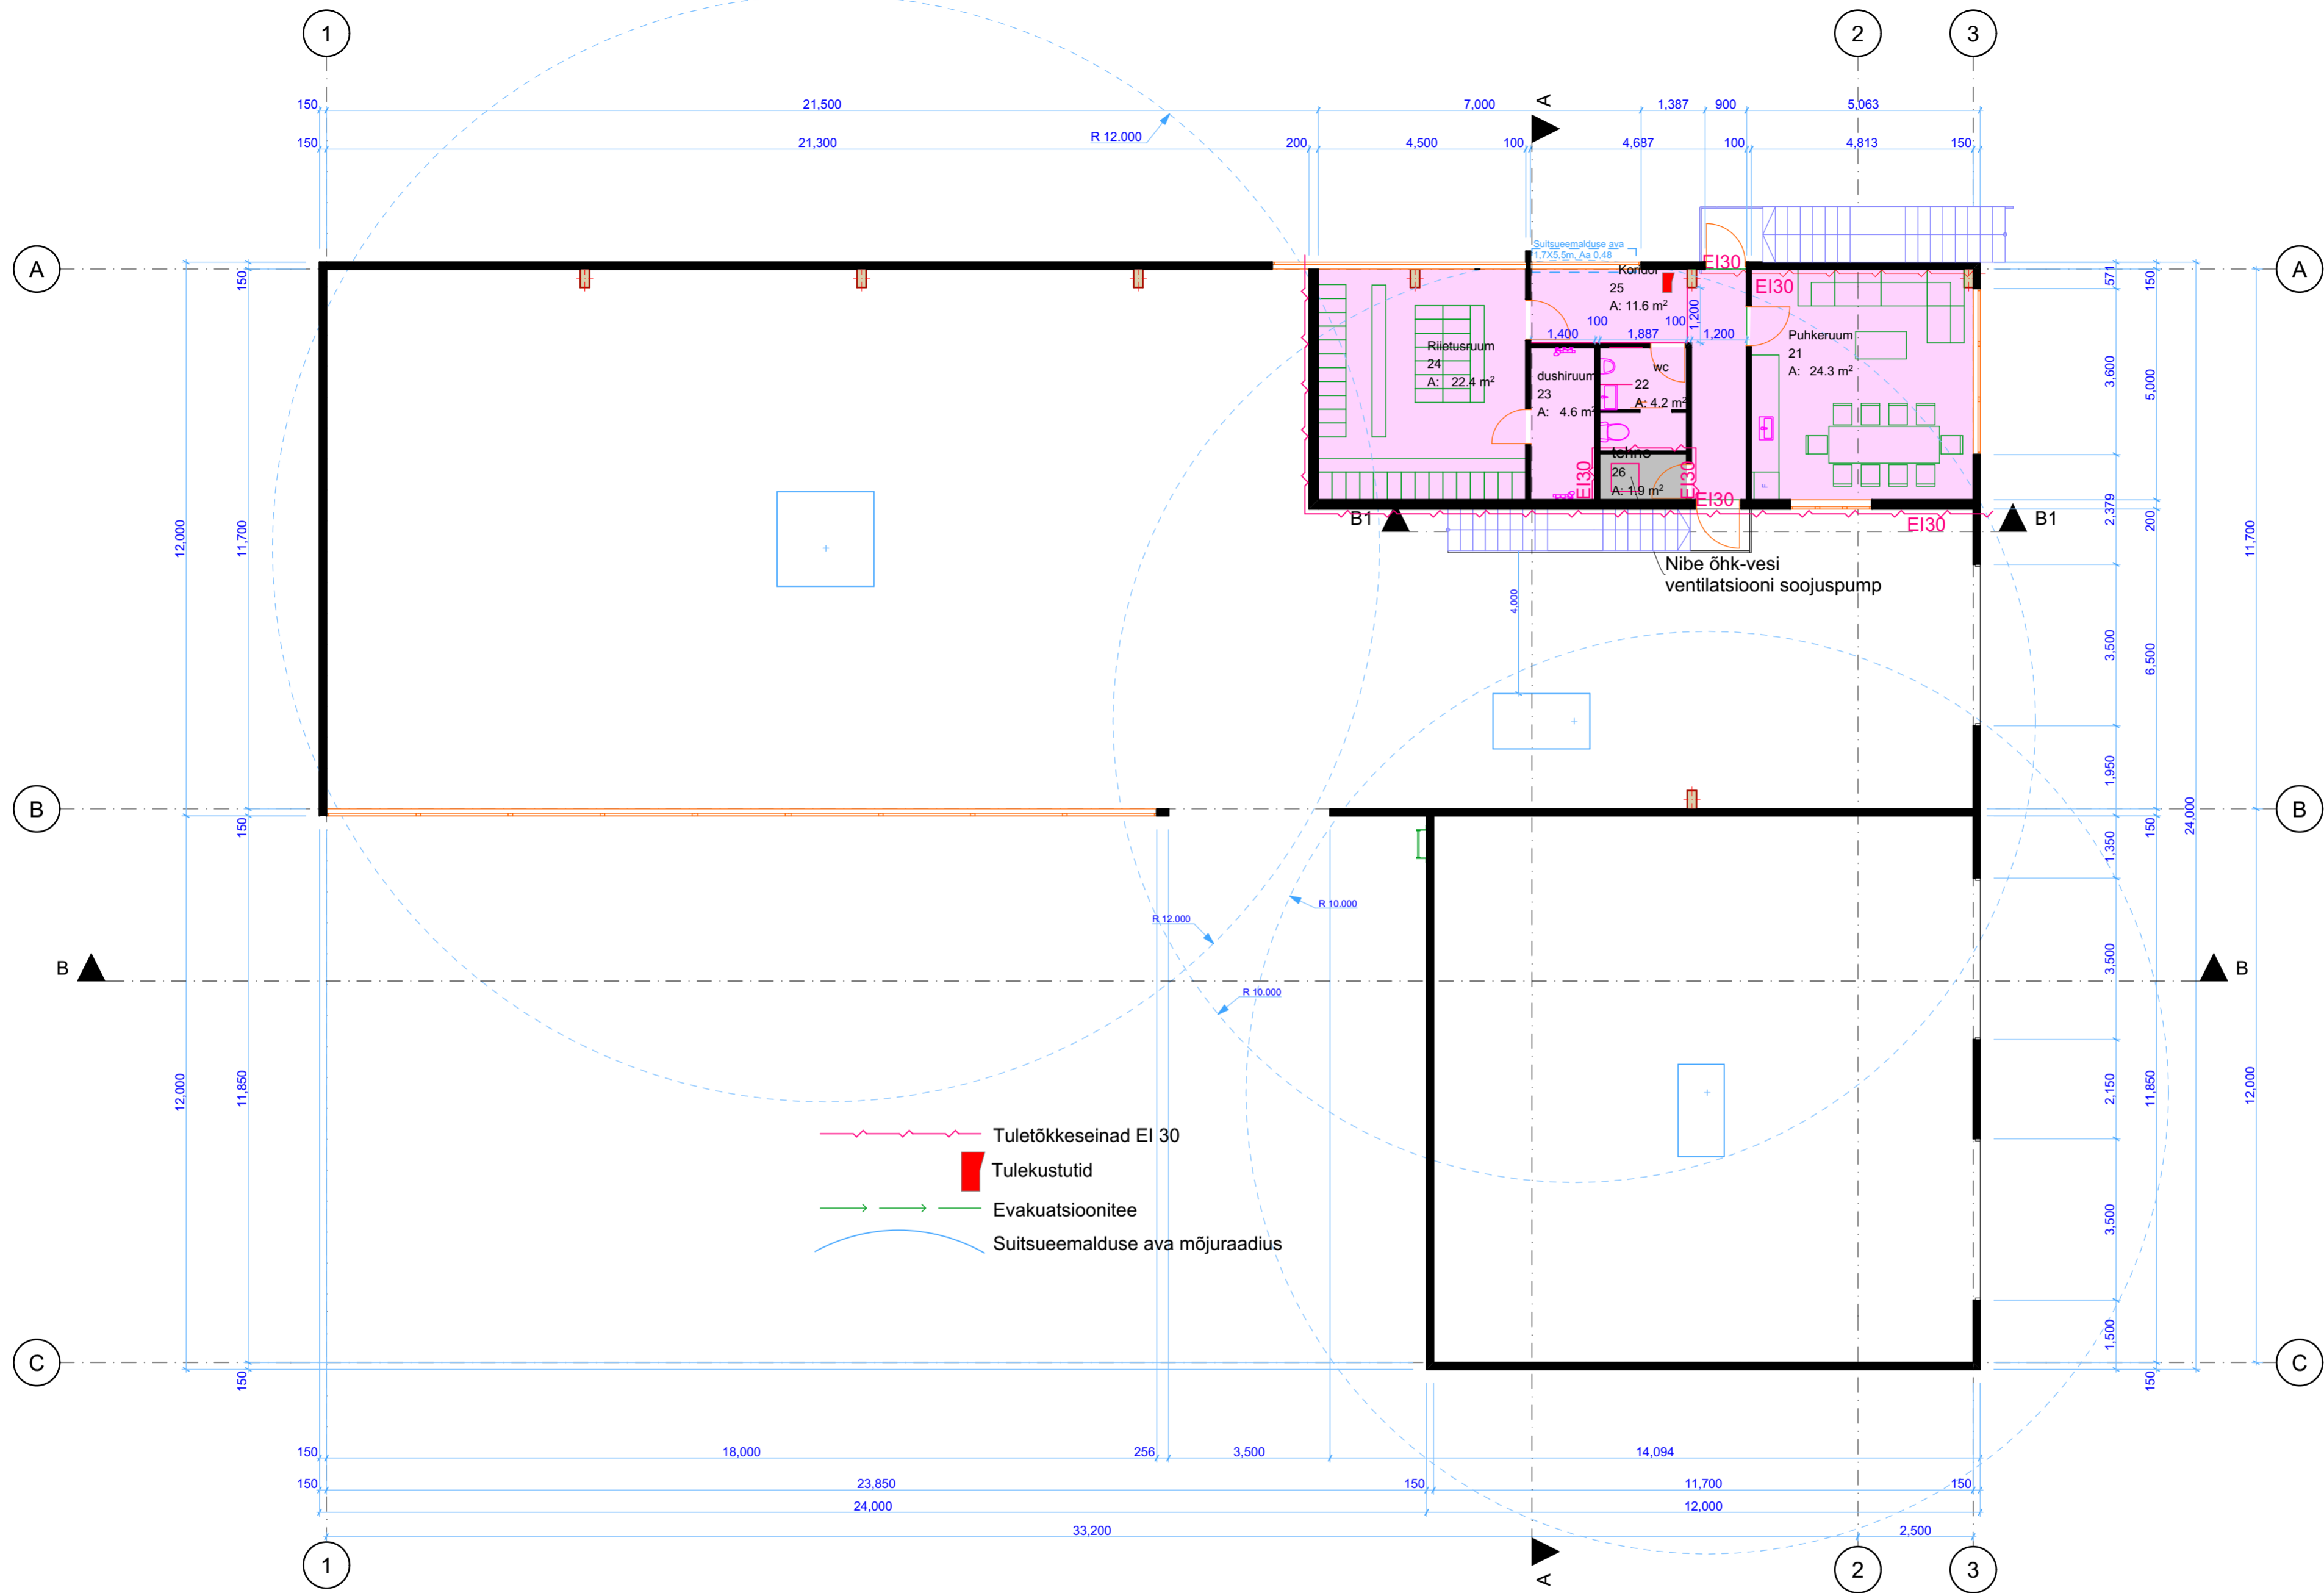 1
2
3
150
21,500
7,000
1,387
900
5,063
A
150
21,300
R 12.000
200
4,500
100
4,687
100
4,813
150
Suitsueemalduse ava
1,7X5,5m, Aa 0,48
A
A
150
571
150
Koridor
25
A: 11.6 m²
EI30
EI30
1,200
100
100
1,400
1,887
1,200
Riietusruum
24
A: 22.4 m²
dushiruum
23
A: 4.6 m²
wc
22
A: 4.2 m²
Puhkeruum
21
A: 24.3 m²
3,600
5,000
tehno
26
A: 1.9 m²
EI30
EI30
EI30
F
B1
EI30
B1
2,379
200
12,000
11,700
11,700
Nibe õhk-vesi
ventilatsiooni soojuspump
4,000
3,500
6,500
1,950
24,000
B
B
150
150
1,350
R 10.000
R 12.000
B
B
3,500
R 10.000
12,000
11,850
2,150
11,850
12,000
Tuletõkkeseinad EI 30
Tulekustutid
Evakuatsioonitee
Suitsueemalduse ava mõjuraadius
3,500
1,500
C
C
150
150
150
18,000
256
3,500
14,094
150
23,850
150
11,700
150
24,000
12,000
33,200
2,500
1
A
2
3